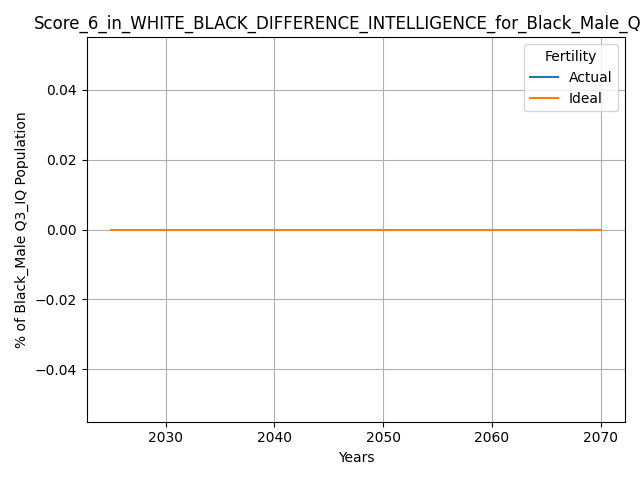 Score_6_in_WHITE_BLACK_DIFFERENCE_INTELLIGENCE_for_Black_Male_Q
Fertility
Actual
Ideal
0.04
0.02
0.00
−0.02
−0.04
% of Black_Male Q3_IQ Population
2030 2040 2050 2060 2070
Years